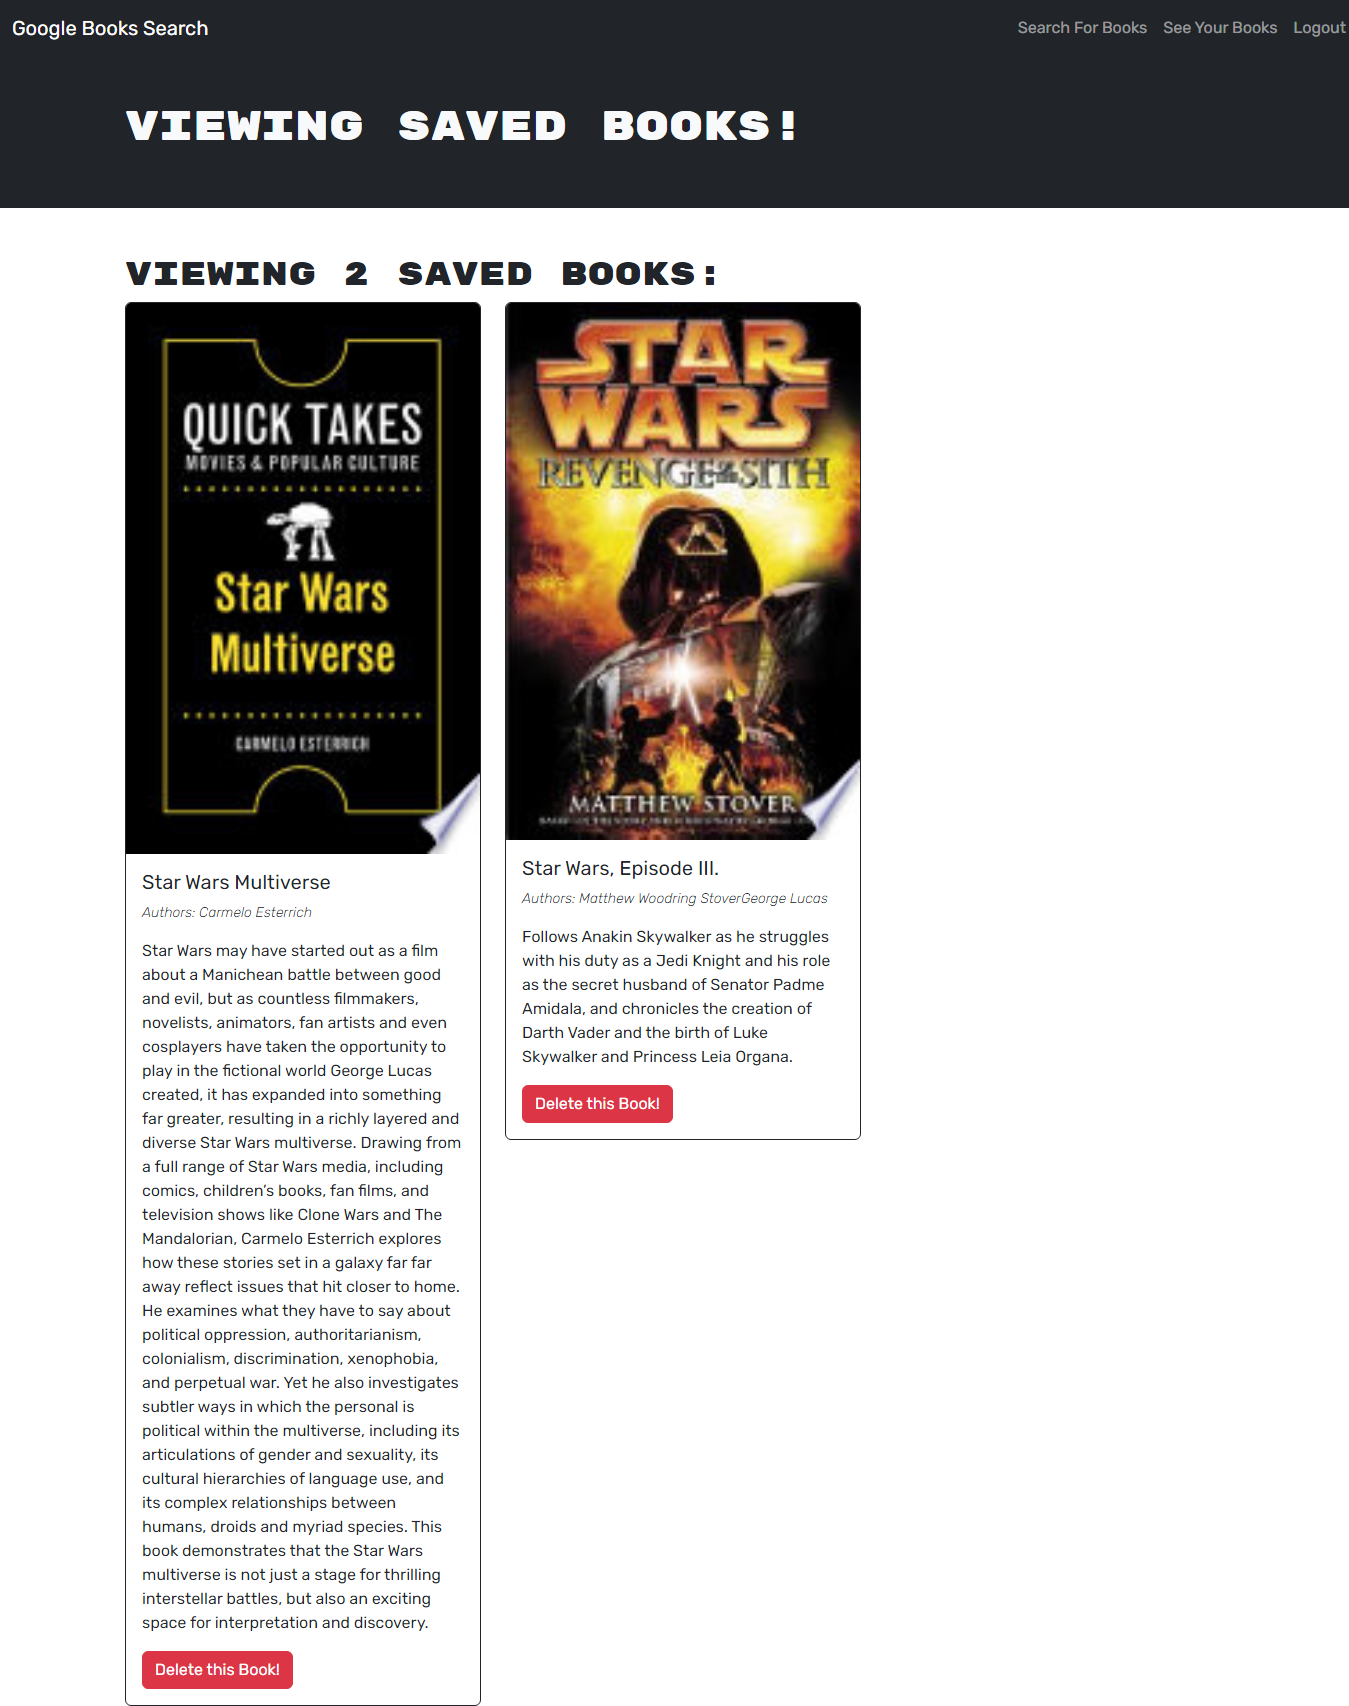 Google Books Search
Search For Books See Your Books Logout
VIEWING SAVED BOOKS!
VIEWING 2 SAVED BOOKS:
QUICK TAKES
MOVIES & POPULAR CULTURE
Star Wars
Multiverse
CARMELO ESTERRICH
Star Wars Multiverse
Authors: Carmelo Esterrich
Star Wars may have started out as a film
about a Manichean battle between good
and evil, but as countless filmmakers,
novelists, animators, fan artists and even
cosplayers have taken the opportunity to
play in the fictional world George Lucas
created, it has expanded into something
far greater, resulting in a richly layered and
diverse Star Wars multiverse. Drawing from
a full range of Star Wars media, including
comics, children’s books, fan films, and
television shows like Clone Wars and The
Mandalorian, Carmelo Esterrich explores
how these stories set in a galaxy far far
away reflect issues that hit closer to home.
He examines what they have to say about
political oppression, authoritarianism,
colonialism, discrimination, xenophobia,
and perpetual war. Yet he also investigates
subtler ways in which the personal is
political within the multiverse, including its
articulations of gender and sexuality, its
cultural hierarchies of language use, and
its complex relationships between
humans, droids and myriad species. This
book demonstrates that the Star Wars
multiverse is not just a stage for thrilling
interstellar battles, but also an exciting
space for interpretation and discovery.
Delete this Book!
STAR
WARS
REVENGE OF THE SITH
MATTHEW STOVER
Star Wars, Episode III.
Authors: Matthew Woodring StoverGeorge Lucas
Follows Anakin Skywalker as he struggles
with his duty as a Jedi Knight and his role
as the secret husband of Senator Padme
Amidala, and chronicles the creation of
Darth Vader and the birth of Luke
Skywalker and Princess Leia Organa.
Delete this Book!